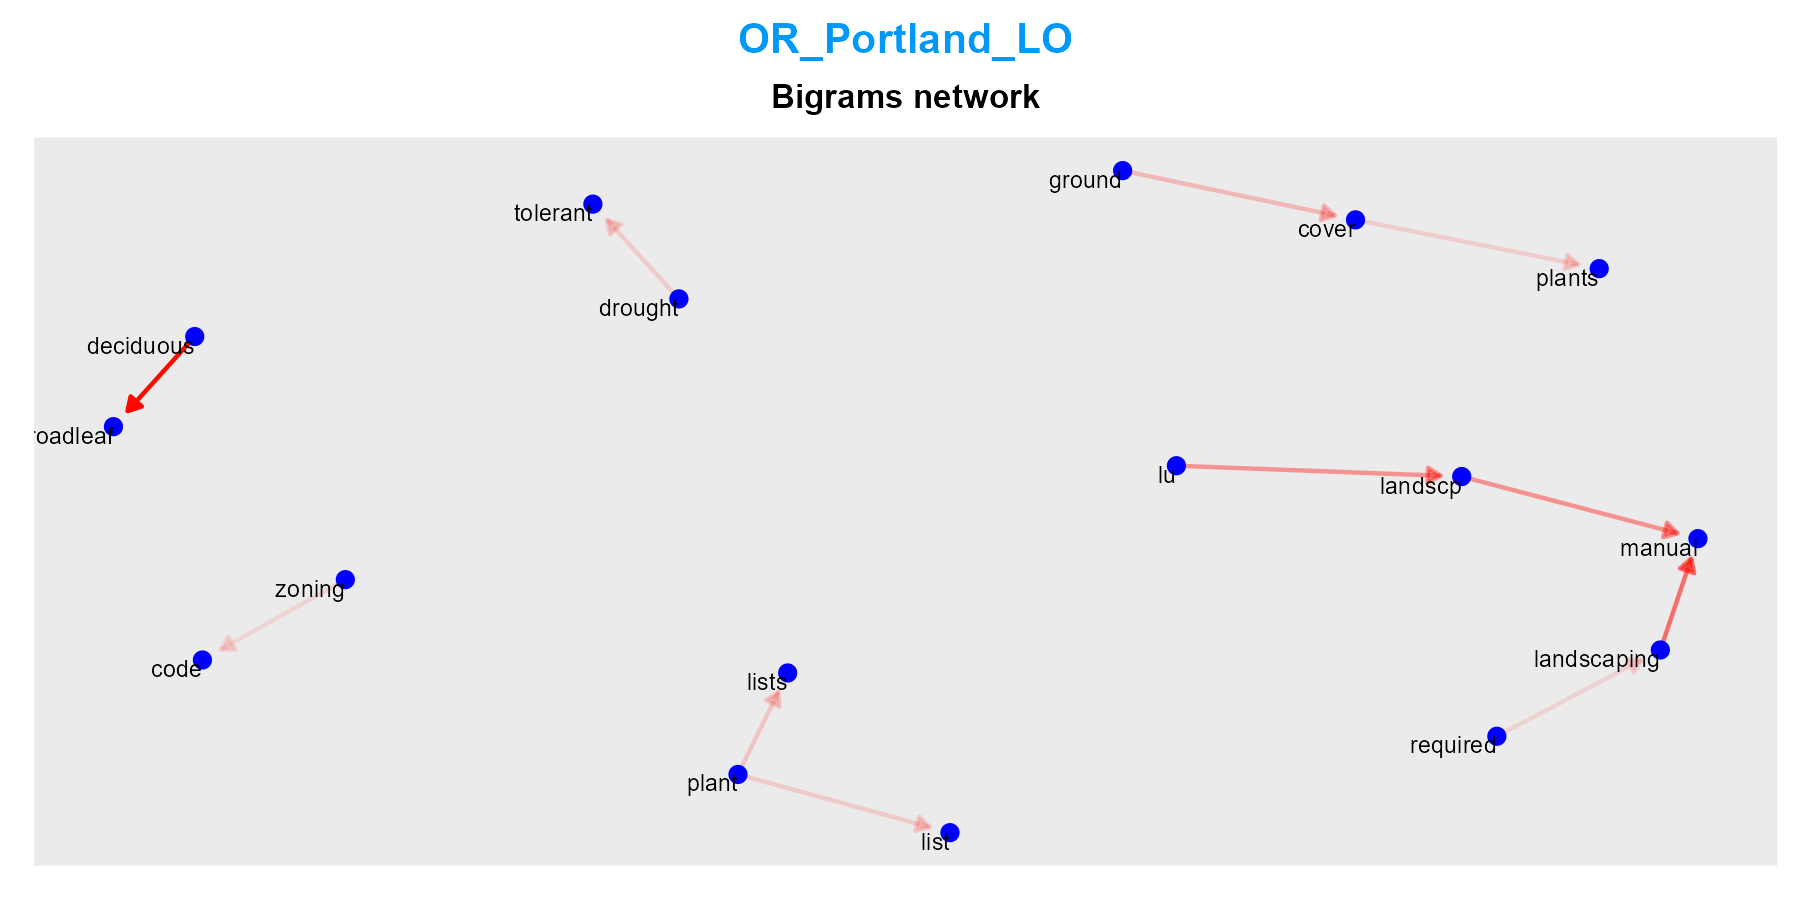 OR_Portland_LO
Bigrams network
ground
tolerant
cover
plants
drought
deciduous
roadleaf
lu
landscp
manual
zoning
landscaping
code
lists
required
plant
list